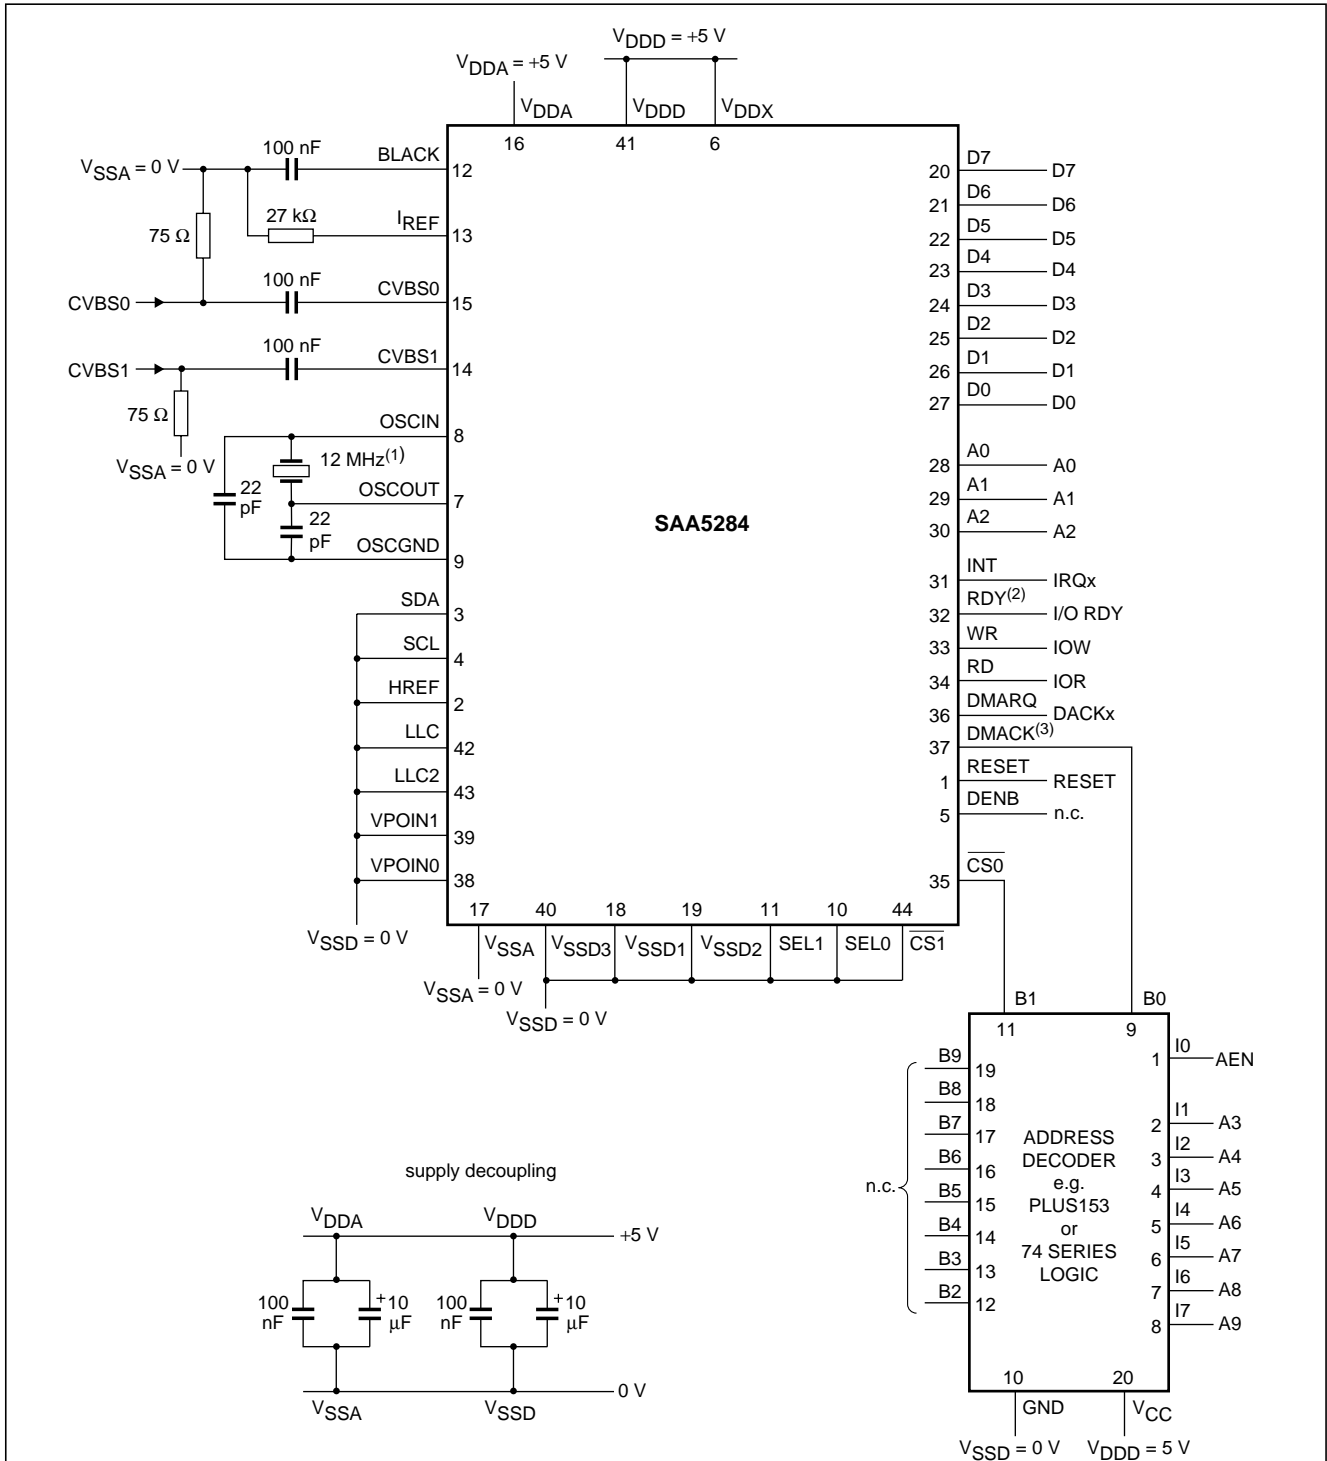 VDDD = +5 V
VDDA = +5 V
VDDA
VDDD
VDDX
16
41
6
VSSA = 0 V
100 nF
BLACK
12
27 kΩ
IREF
13
75 Ω
CVBS0
100 nF
CVBS0
15
CVBS1
100 nF
CVBS1
14
75 Ω
VSSA = 0 V
OSCIN
8
12 MHz(1)
22
pF
OSCOUT
7
22
pF
OSCGND
9
SDA
3
SCL
4
HREF
2
LLC
42
LLC2
43
VPOIN1
39
VPOIN0
38
VSSD = 0 V
SAA5284
20 D7 D7
21 D6 D6
22 D5 D5
23 D4 D4
24 D3 D3
25 D2 D2
26 D1 D1
27 D0 D0
28 A0 A0
29 A1 A1
30 A2 A2
31 INT IRQx
32 RDY(2) I/O RDY
33 WR IOW
34 RD IOR
36 DMARQ DACKx
37 DMACK(3)
1 RESET RESET
5 DENB n.c.
35 CS0
17 40 18 19 11 10 44
VSSA VSSD3 VSSD1 VSSD2 SEL1 SEL0 CS1
VSSA = 0 V
VSSD = 0 V
B1
B0
11
9
B9 19
B8 18
B7 17
B6 16
B5 15
B4 14
B3 13
B2 12
n.c.
ADDRESS
DECODER
e.g.
PLUS153
or
74 SERIES
LOGIC
1 I0 AEN
2 I1 A3
3 I2 A4
4 I3 A5
5 I4 A6
6 I5 A7
7 I6 A8
8 I7 A9
10
20
GND
VCC
VSSD = 0 V
VDDD = 5 V
supply decoupling
VDDA
VDDD
+5 V
100
nF
+10
μF
100
nF
+10
μF
0 V
VSSA
VSSD